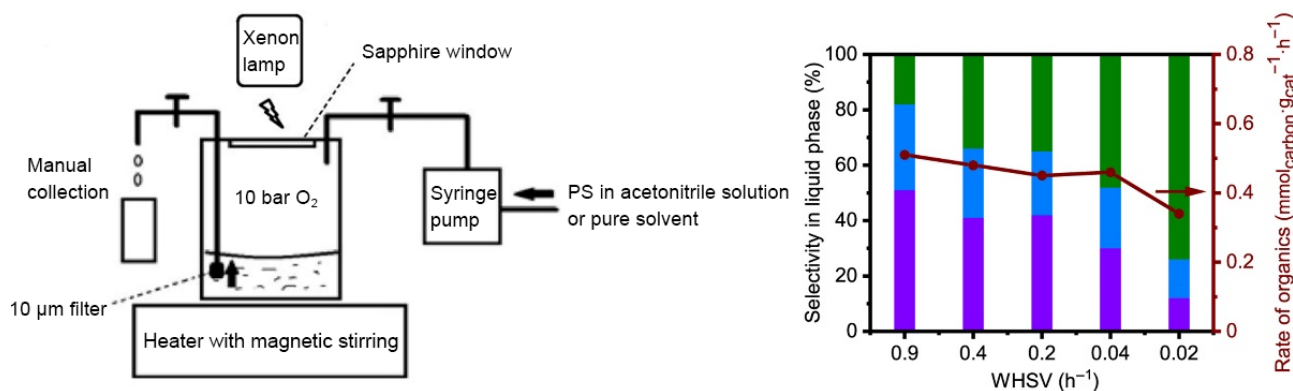 Xenon
lamp
Sapphire window
Manual
collection
10 bar O₂
Syringe
pump
PS in acetonitrile solution
or pure solvent
10 μm filter
Heater with magnetic stirring
Selectivity in liquid phase (%)
100
80
60
40
20
0
0.9
0.4
0.2
0.04
0.02
WHSV (h⁻¹)
0.8
0.6
0.4
0.2
0
Rate of organics (mmol_carbon·g_cat⁻¹·h⁻¹)